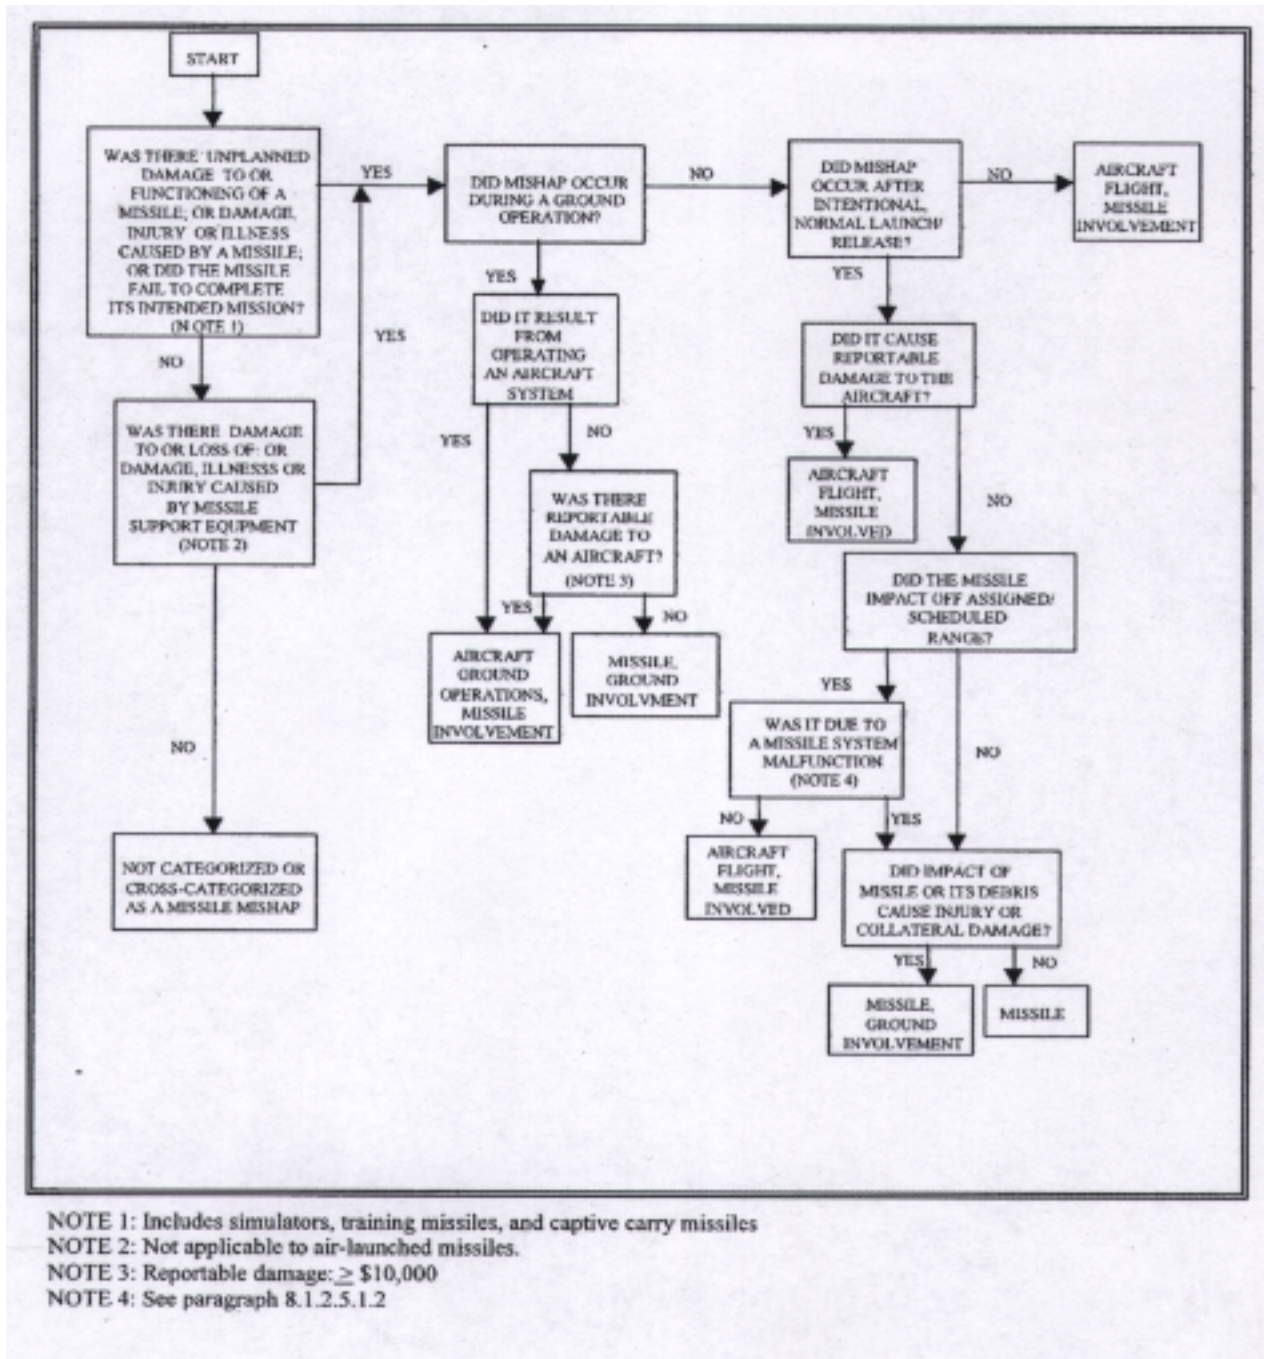 START
WAS THERE UNPLANNED
DAMAGE TO OR
FUNCTIONING OF A
MISSILE; OR DAMAGE,
INJURY OR ILLNESS
CAUSED BY A MISSILE;
OR DID THE MISSILE
FAIL TO COMPLETE
ITS INTENDED MISSION?
(NOTE 1)
YES
NO
YES
WAS THERE DAMAGE
TO OR LOSS OF: OR
DAMAGE, ILLNESSS OR
INJURY CAUSED
BY MISSILE
SUPPORT EQUPMENT
(NOTE 2)
NO
NOT CATEGORIZED OR
CROSS-CATEGORIZED
AS A MISSILE MISHAP
DID MISHAP OCCUR
DURING A GROUND
OPERATION?
NO
YES
DID IT RESULT
FROM
OPERATING
AN AIRCRAFT
SYSTEM
YES
NO
WAS THERE
REPORTABLE
DAMAGE TO
AN AIRCRAFT?
(NOTE 3)
YES
NO
AIRCRAFT
GROUND
OPERATIONS,
MISSILE
INVOLVEMENT
MISSILE,
GROUND
INVOLVMENT
DID MISHAP
OCCUR AFTER
INTENTIONAL,
NORMAL LAUNCH/
RELEASE?
NO
AIRCRAFT
FLIGHT,
MISSILE
INVOLVEMENT
YES
DID IT CAUSE
REPORTABLE
DAMAGE TO THE
AIRCRAFT?
YES
NO
AIRCRAFT
FLIGHT,
MISSILE
INVOLVED
DID THE MISSILE
IMPACT OFF ASSIGNED/
SCHEDULED
RANGE?
YES
NO
WAS IT DUE TO
A MISSILE SYSTEM
MALFUNCTION
(NOTE 4)
NO
YES
AIRCRAFT
FLIGHT,
MISSILE
INVOLVED
DID IMPACT OF
MISSLE OR ITS DEBRIS
CAUSE INJURY OR
COLLATERAL DAMAGE?
YES
NO
MISSILE,
GROUND
INVOLVEMENT
MISSILE
NOTE 1: Includes simulators, training missiles, and captive carry missiles
NOTE 2: Not applicable to air-launched missiles.
NOTE 3: Reportable damage: ≥ $10,000
NOTE 4: See paragraph 8.1.2.5.1.2